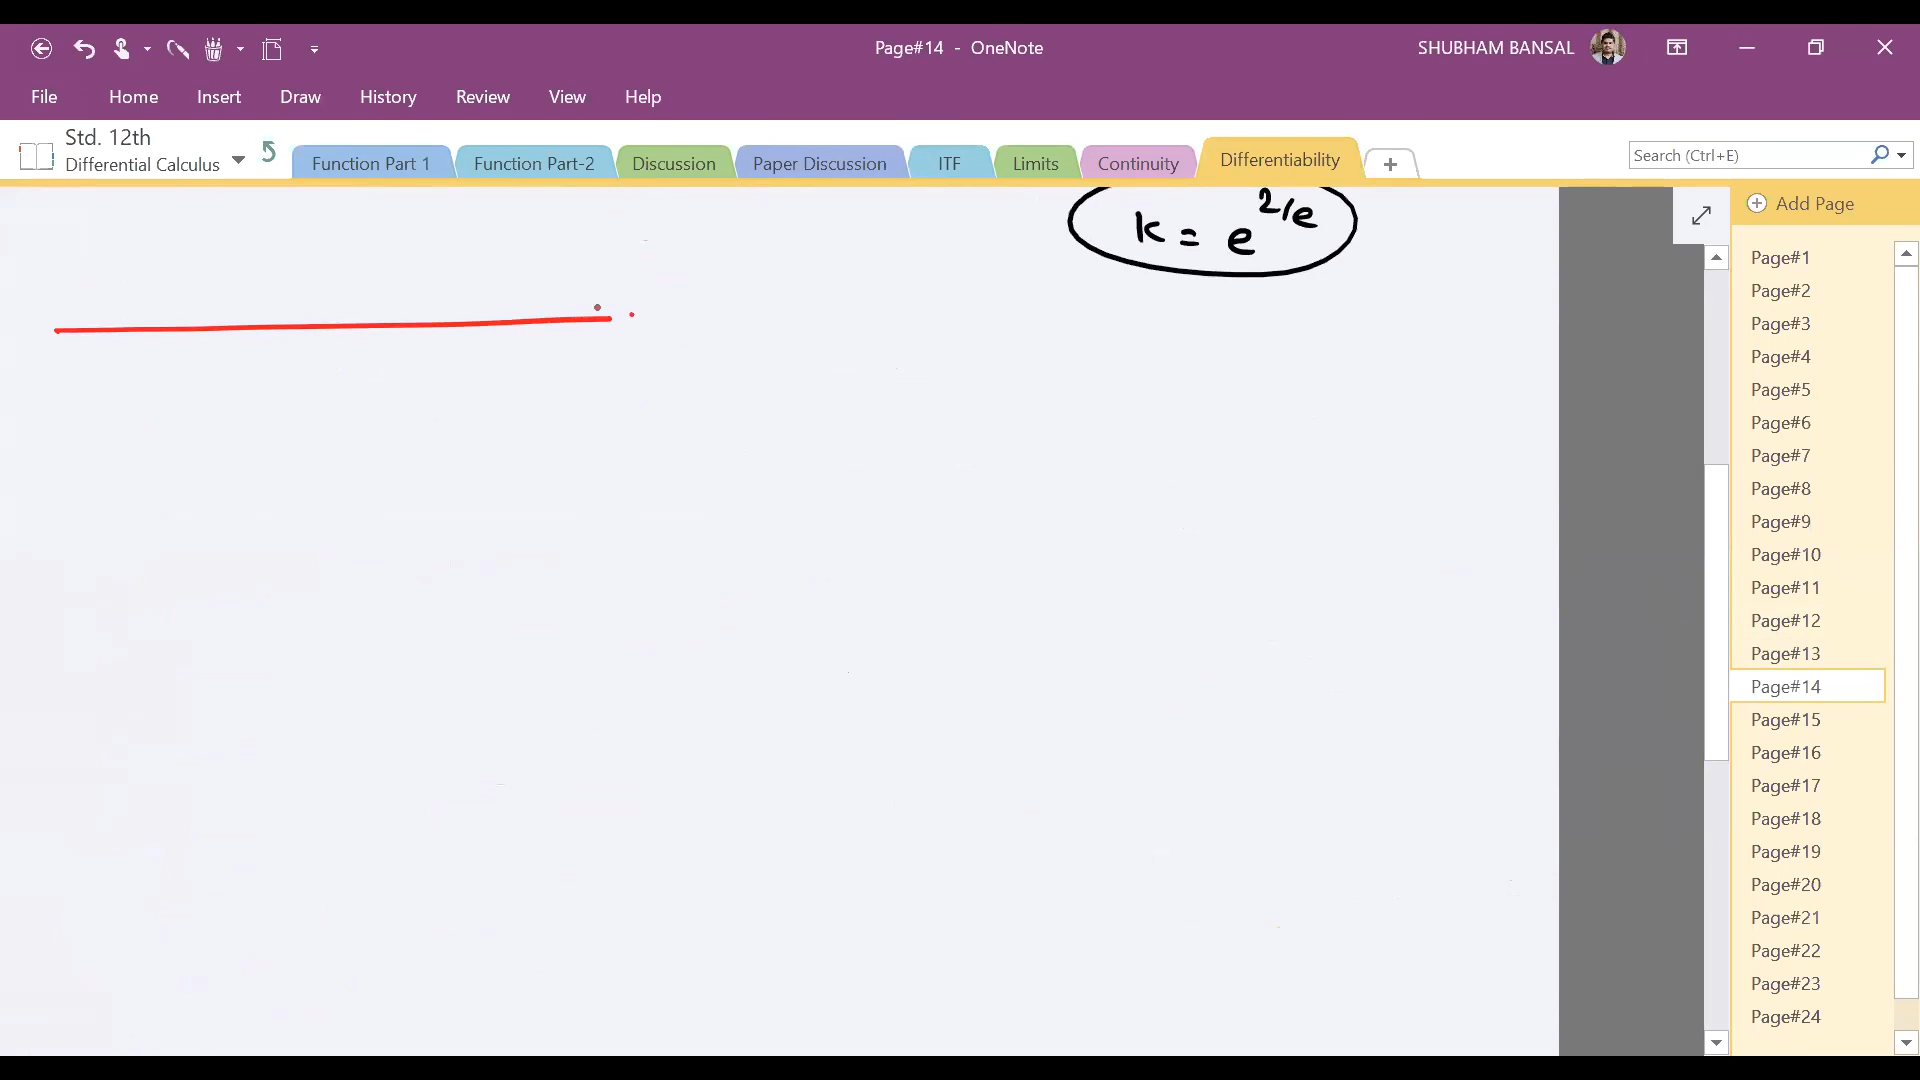 Page#14 - OneNote
SHUBHAM BANSAL
File Home Insert Draw History Review View Help
Std. 12th
Differential Calculus
Function Part 1
Function Part-2
Discussion
Paper Discussion
ITF
Limits
Continuity
Differentiability
+
Search (Ctrl+E)
k = e^{2/e}
Add Page
Page#1
Page#2
Page#3
Page#4
Page#5
Page#6
Page#7
Page#8
Page#9
Page#10
Page#11
Page#12
Page#13
Page#14
Page#15
Page#16
Page#17
Page#18
Page#19
Page#20
Page#21
Page#22
Page#23
Page#24